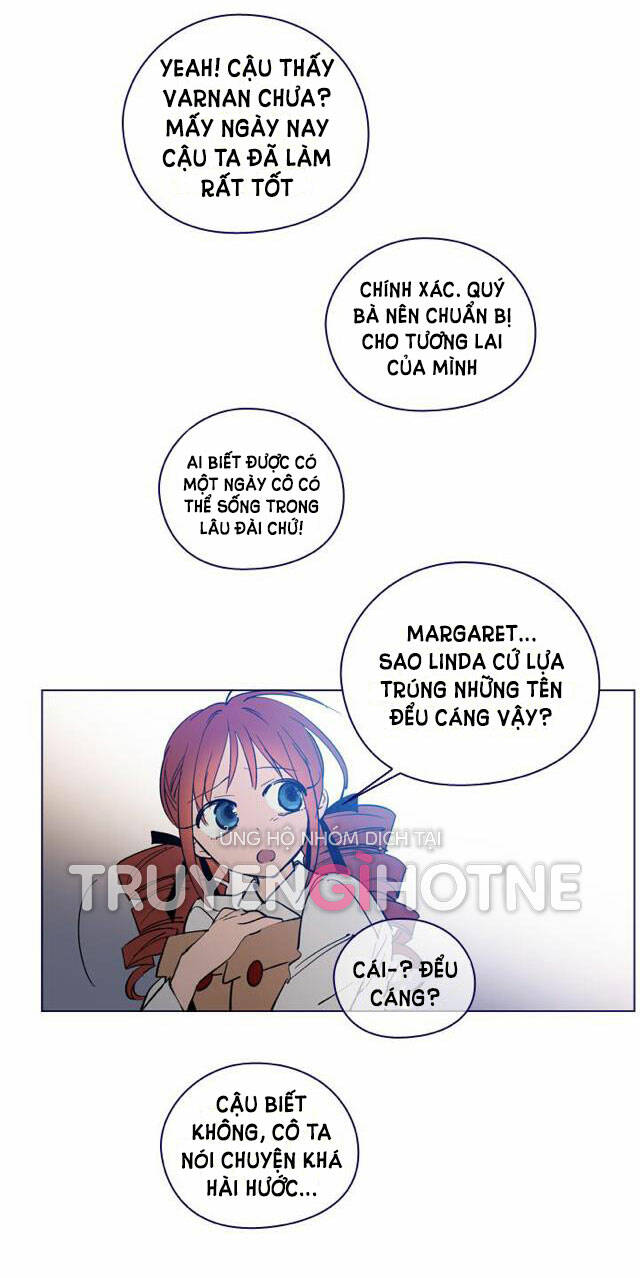 YEAH! CẬU THẤY
VARNAN CHƯA?
MẤY NGÀY NAY
CẬU TA ĐÃ LÀM
RẤT TỐT
CHÍNH XÁC. QUÝ
BÀ NÊN CHUẨN BỊ
CHO TƯƠNG LAI
CỦA MÌNH
AI BIẾT ĐƯỢC CÓ
MỘT NGÀY CÔ CÓ
THỂ SỐNG TRONG
LÂU ĐÀI CHỨ!
MARGARET...
SAO LINDA CỨ LỰA
TRÚNG NHỮNG TÊN
ĐỂU CÁNG VẬY?
ỦNG HỘ NHÓM DỊCH TẠI
TRUYENGIHOTNE
CÁI-? ĐỂU
CÁNG?
CẬU BIẾT
KHÔNG, CÔ TA
NÓI CHUYỆN KHÁ
HÀI HƯỚC...